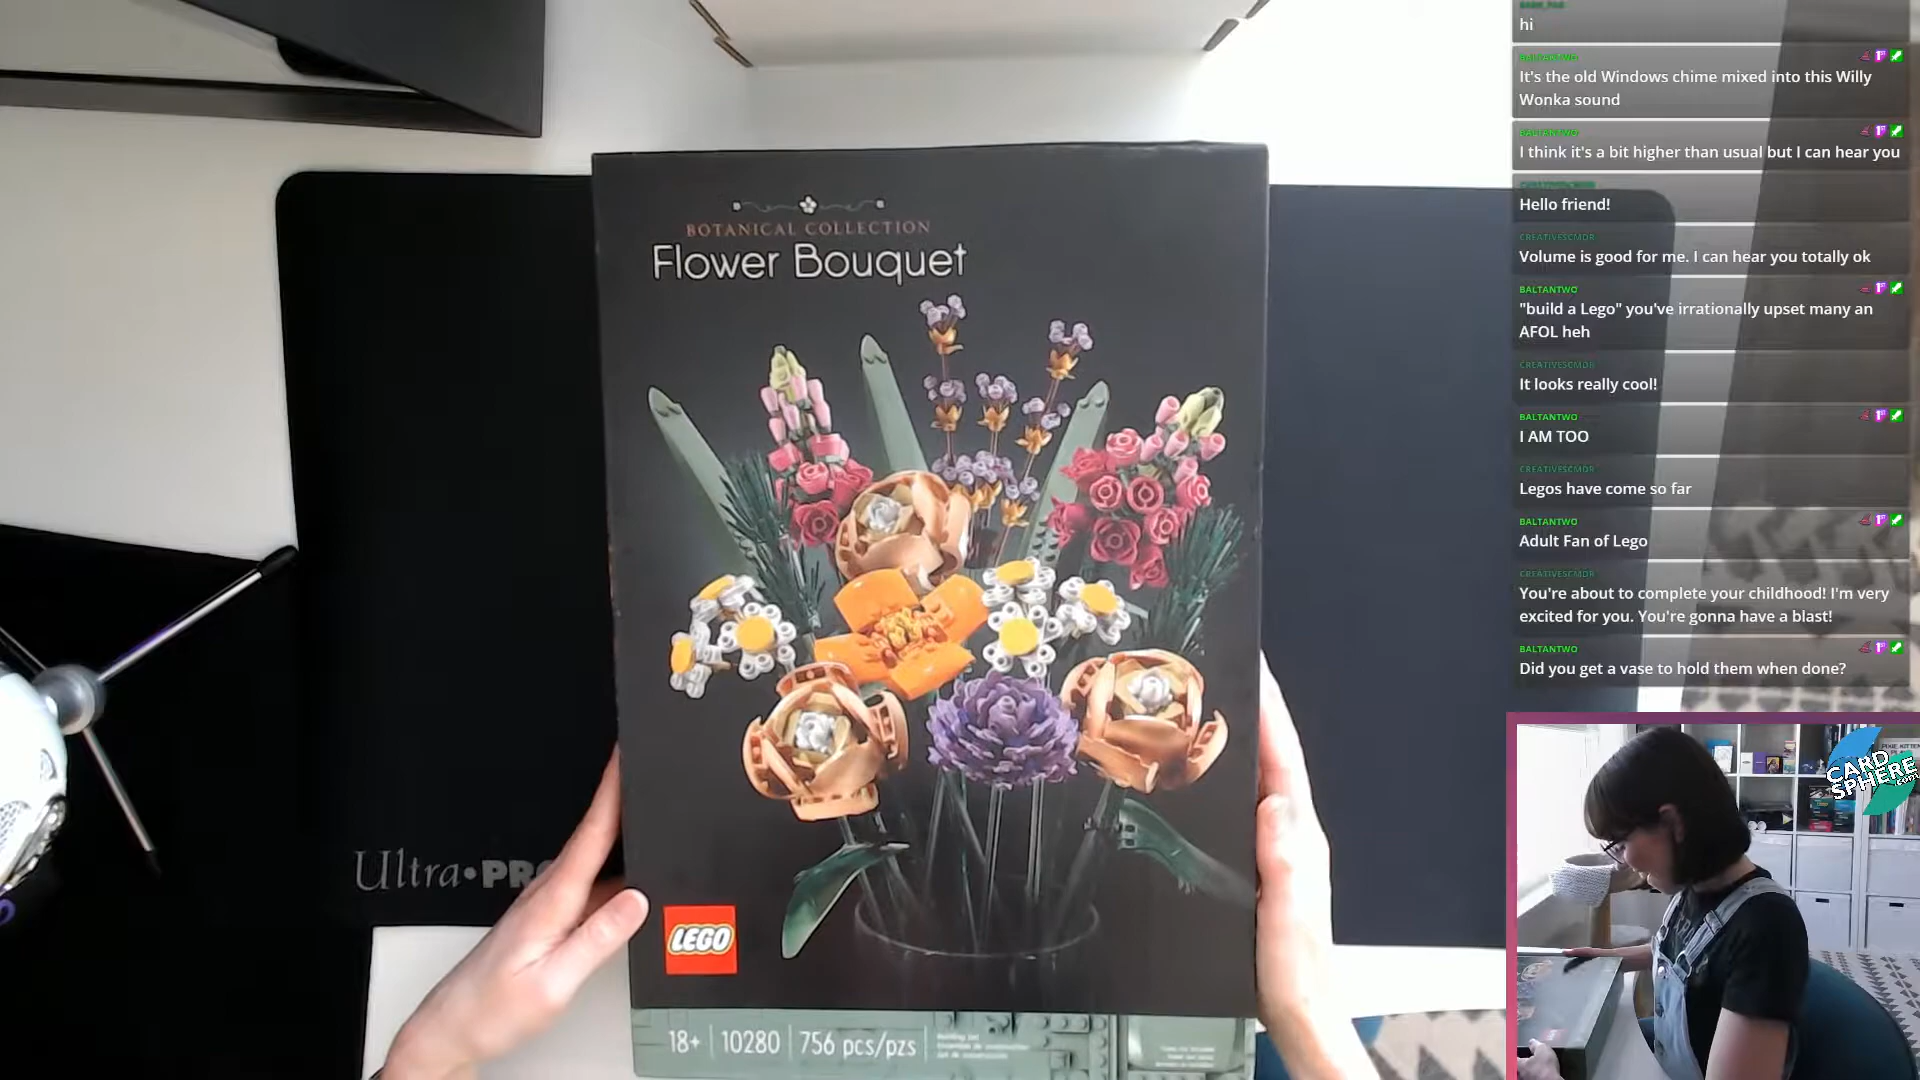 BOTANICAL COLLECTION
Flower Bouquet
LEGO
18+ 10280 756 pcs/pzs
Ultra•PR
hi
BALTANTWO
It's the old Windows chime mixed into this Willy
Wonka sound
BALTANTWO
I think it's a bit higher than usual but I can hear you
CREATIVESCMDR
Hello friend!
CREATIVESCMDR
Volume is good for me. I can hear you totally ok
BALTANTWO
"build a Lego" you've irrationally upset many an
AFOL heh
CREATIVESCMDR
It looks really cool!
BALTANTWO
I AM TOO
CREATIVESCMDR
Legos have come so far
BALTANTWO
Adult Fan of Lego
CREATIVESCMDR
You're about to complete your childhood! I'm very
excited for you. You're gonna have a blast!
BALTANTWO
Did you get a vase to hold them when done?
CARD
SPHERE
.com